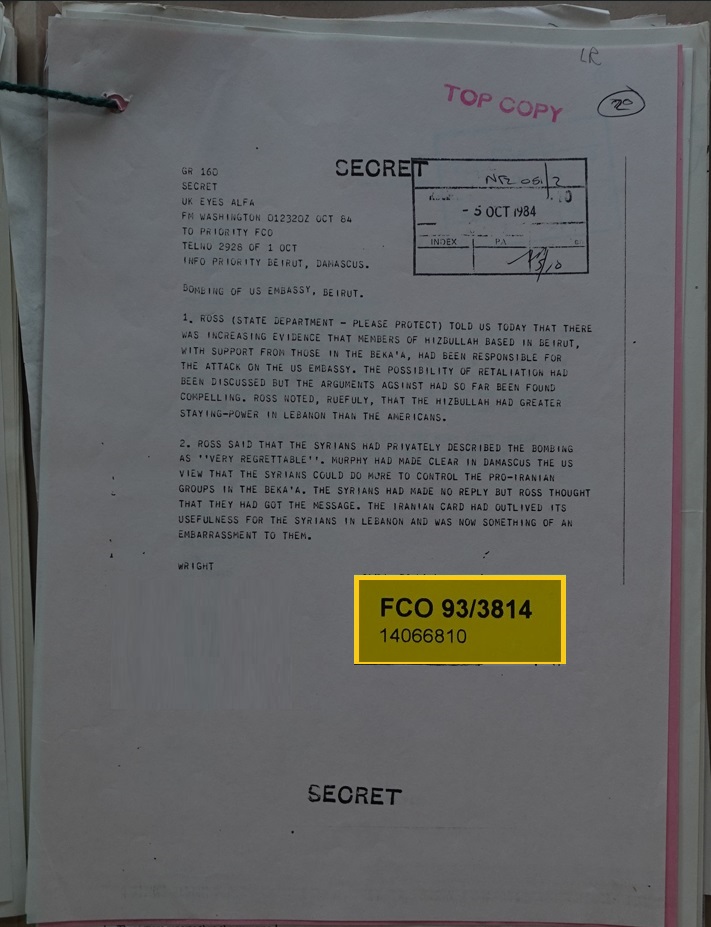 LR
TOP COPY
20
SECRET
- 5 OCT 1984
INDEX PA
GR 160
SECRET
UK EYES ALFA
FM WASHINGTON 012320Z OCT 84
TO PRIORITY FCO
TELNO 2928 OF 1 OCT
INFO PRIORITY BEIRUT, DAMASCUS.
BOMBING OF US EMBASSY, BEIRUT.
1. ROSS (STATE DEPARTMENT - PLEASE PROTECT) TOLD US TODAY THAT THERE
WAS INCREASING EVIDENCE THAT MEMBERS OF HIZBULLAH BASED IN BEIRUT,
WITH SUPPORT FROM THOSE IN THE BEKA'A, HAD BEEN RESPONSIBLE FOR
THE ATTACK ON THE US EMBASSY. THE POSSIBILITY OF RETALIATION HAD
BEEN DISCUSSED BUT THE ARGUMENTS AGAINST HAD SO FAR BEEN FOUND
COMPELLING. ROSS NOTED, RUEFULY, THAT THE HIZBULLAH HAD GREATER
STAYING-POWER IN LEBANON THAN THE AMERICANS.
2. ROSS SAID THAT THE SYRIANS HAD PRIVATELY DESCRIBED THE BOMBING
AS ''VERY REGRETTABLE''. MURPHY HAD MADE CLEAR IN DAMASCUS THE US
VIEW THAT THE SYRIANS COULD DO MORE TO CONTROL THE PRO-IRANIAN
GROUPS IN THE BEKA'A. THE SYRIANS HAD MADE NO REPLY BUT ROSS THOUGHT
THAT THEY HAD GOT THE MESSAGE. THE IRANIAN CARD HAD OUTLIVED ITS
USEFULNESS FOR THE SYRIANS IN LEBANON AND WAS NOW SOMETHING OF AN
EMBARRASSMENT TO THEM.
WRIGHT
FCO 93/3814
14066810
SECRET